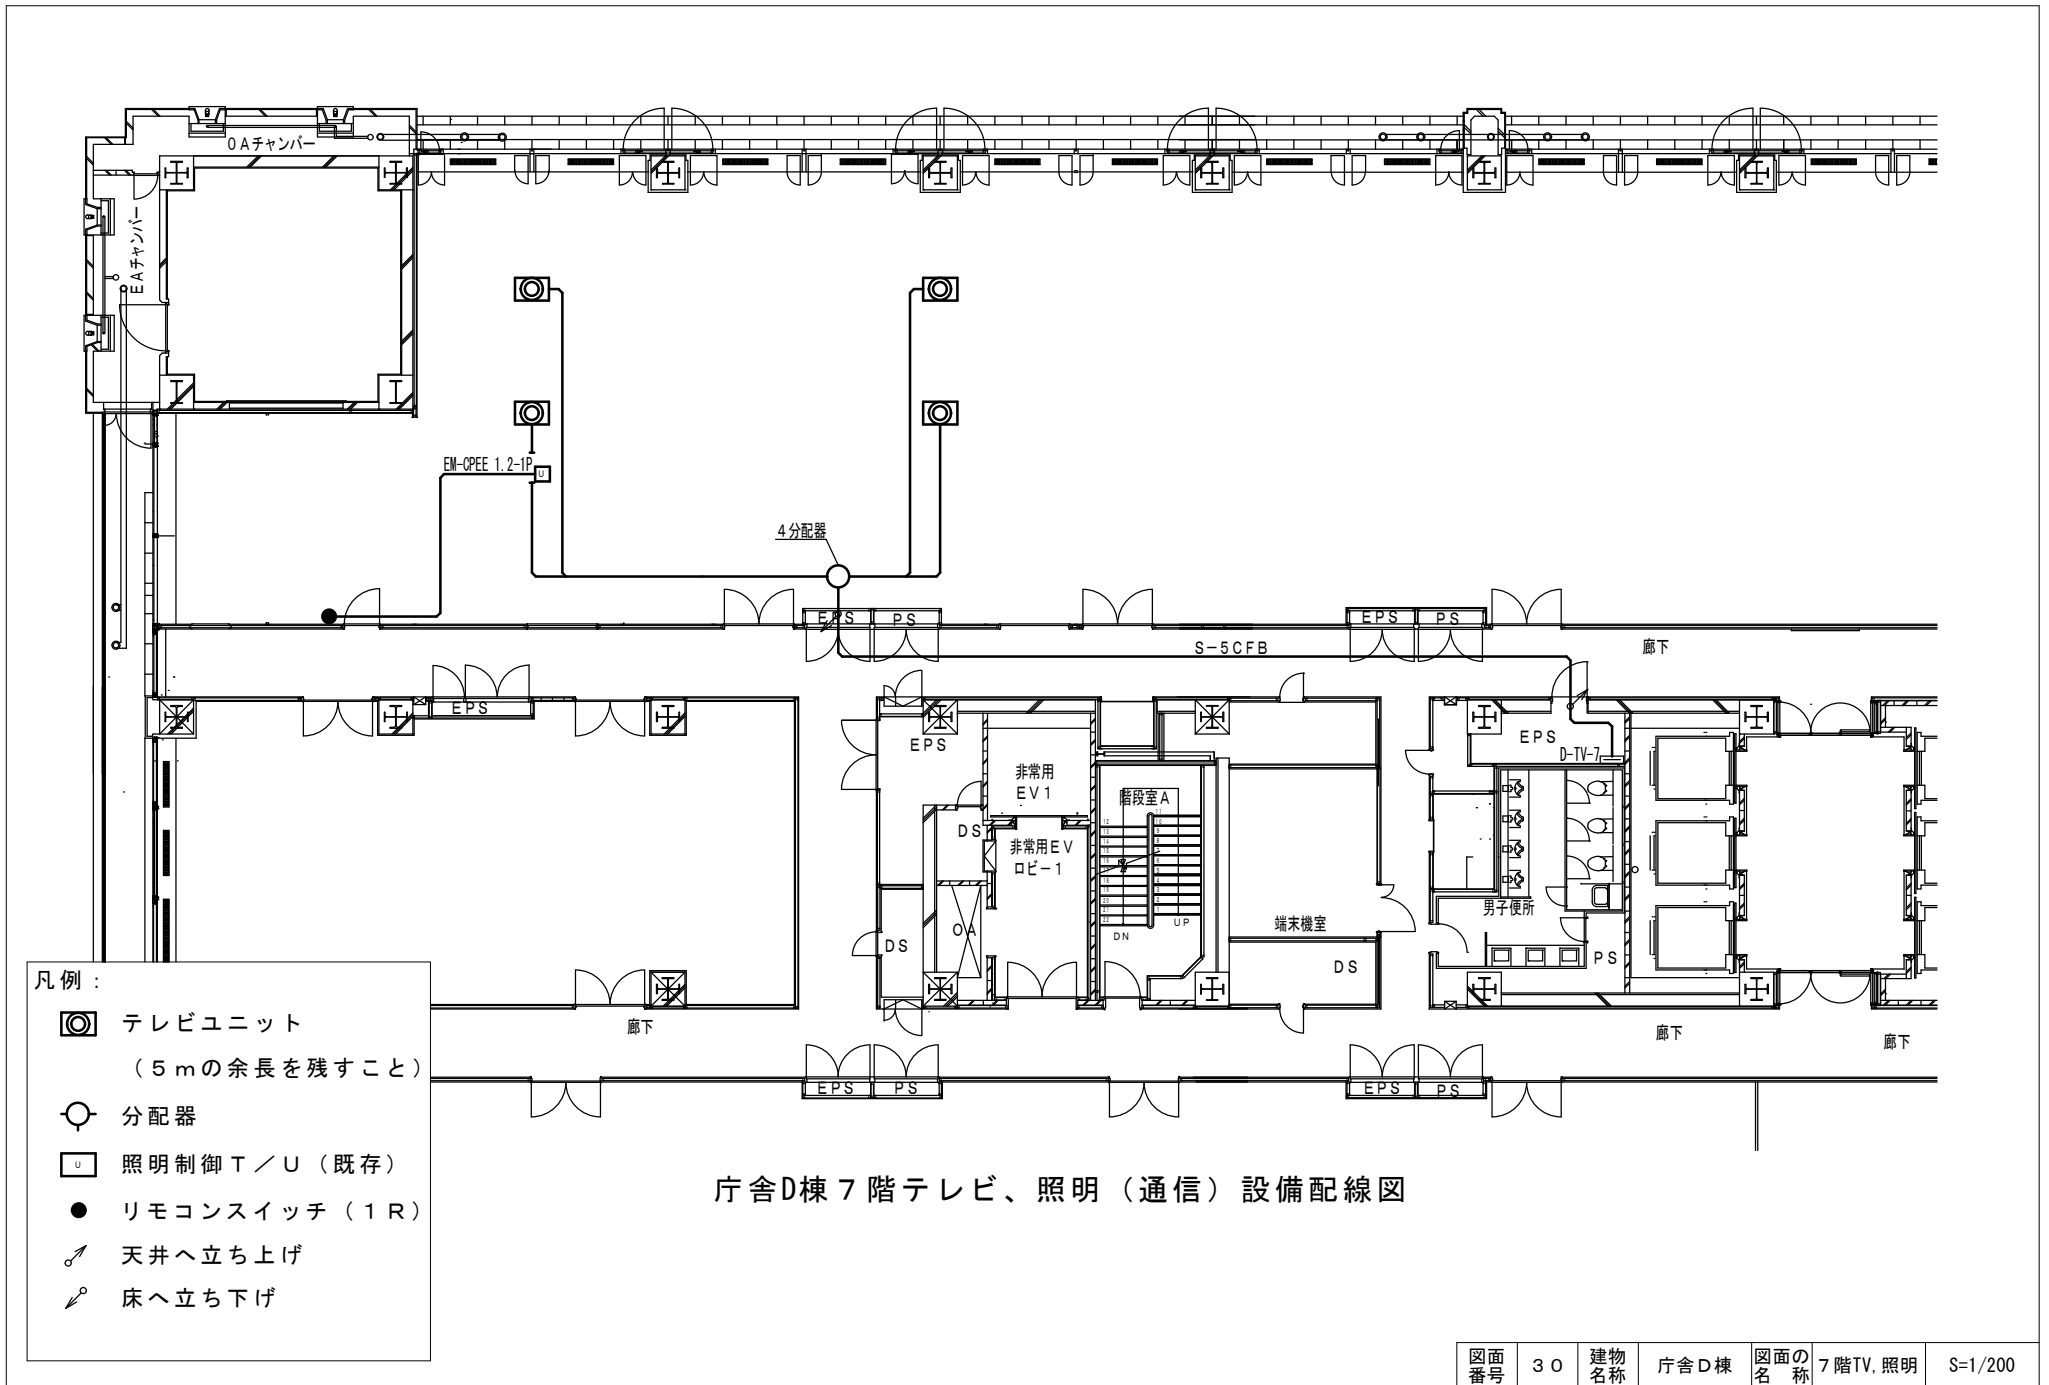 OAチャンバー
EAチャンバー
EM-CPEE 1.2-1P
U
4分配器
EPS
PS
EPS
PS
S-5CFB
廊下
EPS
EPS
EPS
D-TV-7
非常用
EV1
階段室A
DS
非常用EV
ロビー1
OA
DS
DN
UP
端末機室
DS
男子便所
PS
廊下
廊下
廊下
EPS
PS
EPS
PS
凡例：
テレビユニット
（5mの余長を残すこと）
分配器
U
照明制御T／U（既存）
リモコンスイッチ（1R）
天井へ立ち上げ
床へ立ち下げ
庁舎D棟7階テレビ、照明（通信）設備配線図
図面
番号
30
建物
名称
庁舎D棟
図面の
名　称
7階TV,照明
S=1/200